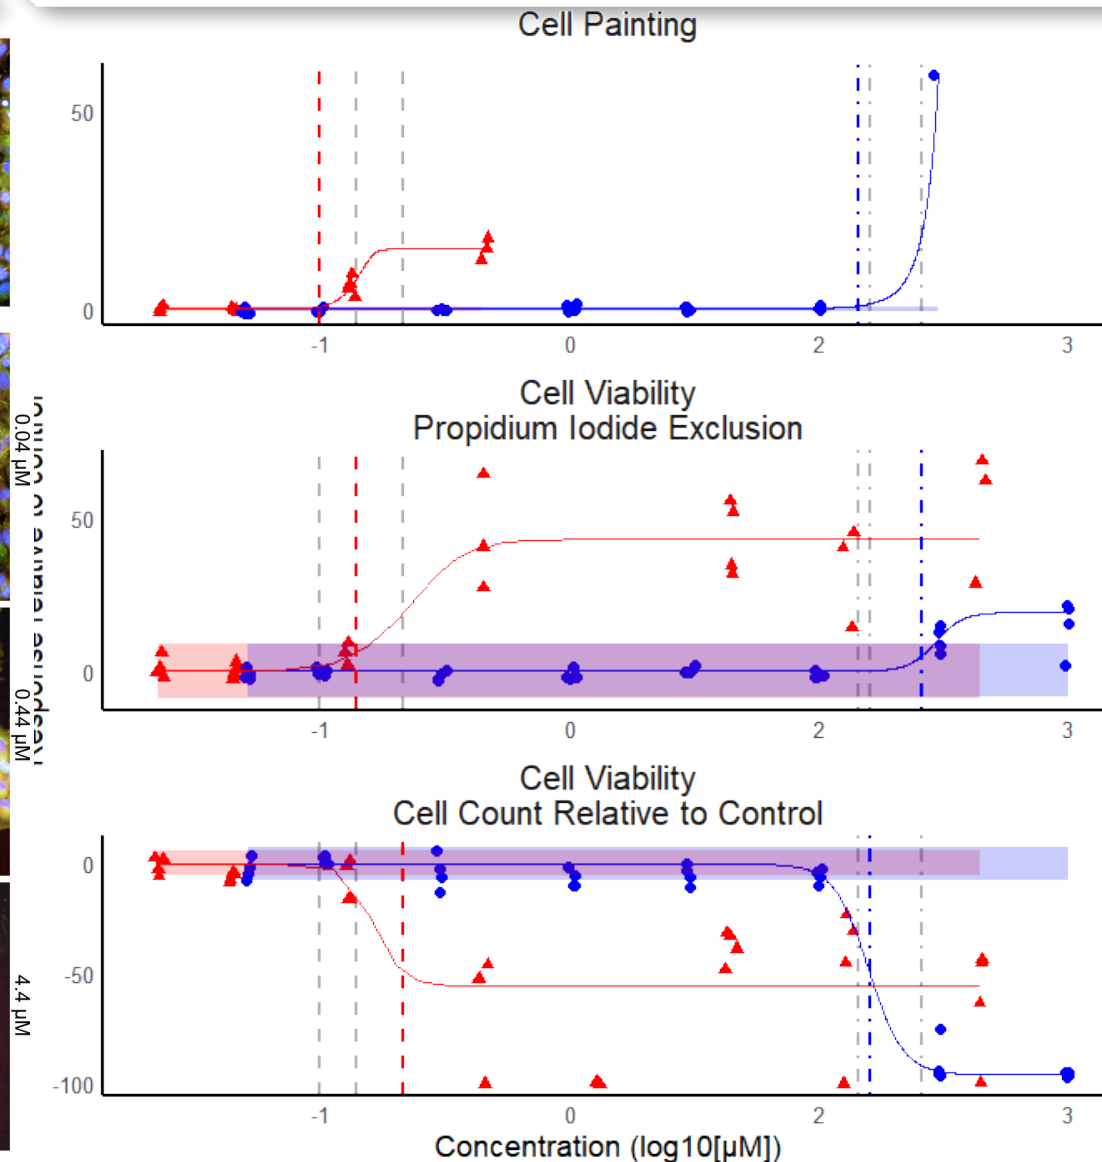 Cell Painting
50
0
-1
0
2
3
Cell Viability
Propidium Iodide Exclusion
50
0
-1
0
2
3
Cell Viability
Cell Count Relative to Control
0
-50
-100
-1
0
2
3
Concentration (log10[µM])
0.04 µM
0.44 µM
4.4 µM